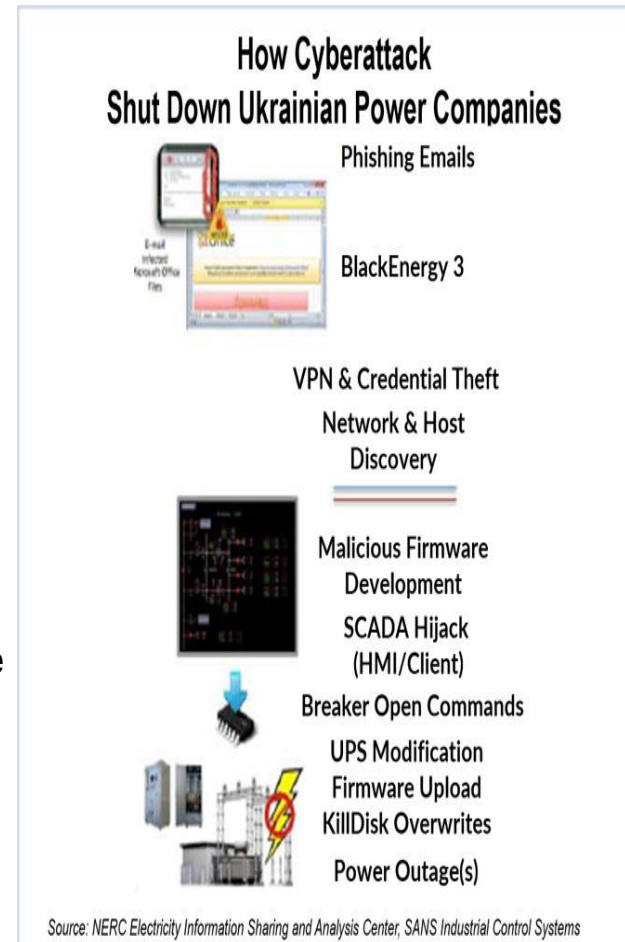 How Cyberattack
Shut Down Ukrainian Power Companies
Phishing Emails
E-mail
Infected
Microsoft Office
Files
Office
BlackEnergy 3
VPN & Credential Theft
Network & Host
Discovery
Malicious Firmware
Development
SCADA Hijack
(HMI/Client)
e
Breaker Open Commands
UPS Modification
Firmware Upload
KillDisk Overwrites
Power Outage(s)
Source: NERC Electricity Information Sharing and Analysis Center, SANS Industrial Control Systems